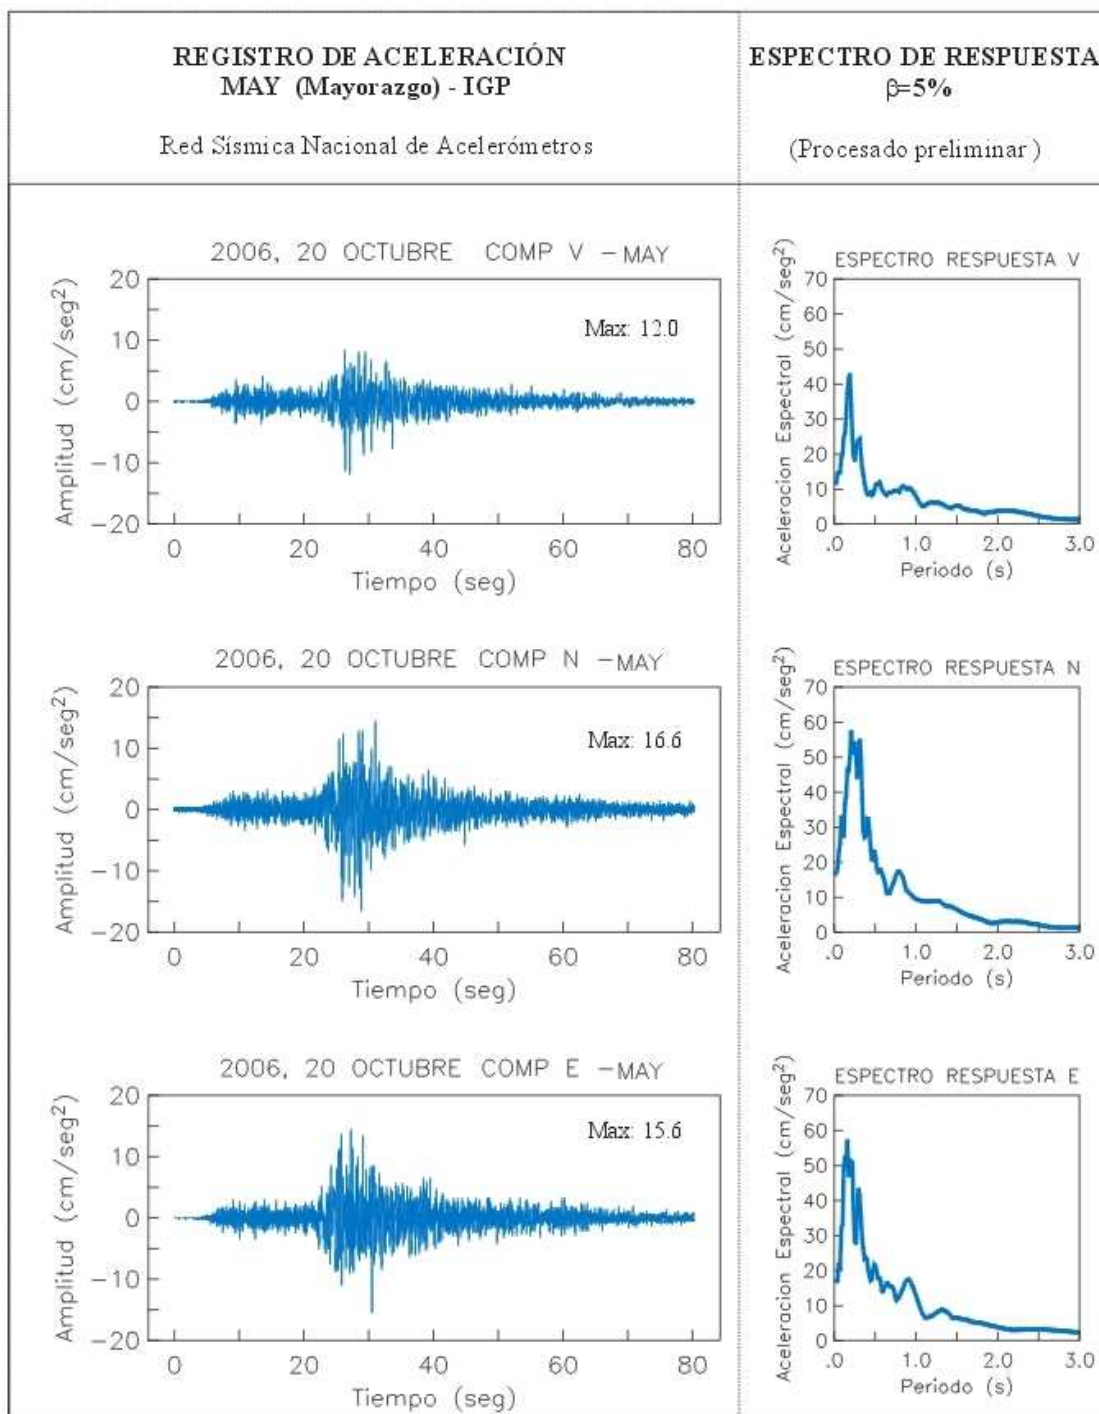 REGISTRO DE ACELERACIÓN
MAY (Mayorazgo) - IGP
Red Sísmica Nacional de Acelerómetros
ESPECTRO DE RESPUESTA
β=5%
(Procesado preliminar )
2006, 20 OCTUBRE COMP V - MAY
Amplitud (cm/seg²)
20
10
0
-10
-20
Max: 12.0
0 20 40 60 80
Tiempo (seg)
ESPECTRO RESPUESTA V
Aceleracion Espectral (cm/seg²)
70
60
50
40
30
20
10
0
.0 1.0 2.0 3.0
Periodo (s)
2006, 20 OCTUBRE COMP N - MAY
Amplitud (cm/seg²)
20
10
0
-10
-20
Max: 16.6
0 20 40 60 80
Tiempo (seg)
ESPECTRO RESPUESTA N
Aceleracion Espectral (cm/seg²)
70
60
50
40
30
20
10
0
.0 1.0 2.0 3.0
Periodo (s)
2006, 20 OCTUBRE COMP E - MAY
Amplitud (cm/seg²)
20
10
0
-10
-20
Max: 15.6
0 20 40 60 80
Tiempo (seg)
ESPECTRO RESPUESTA E
Aceleracion Espectral (cm/seg²)
70
60
50
40
30
20
10
0
.0 1.0 2.0 3.0
Periodo (s)